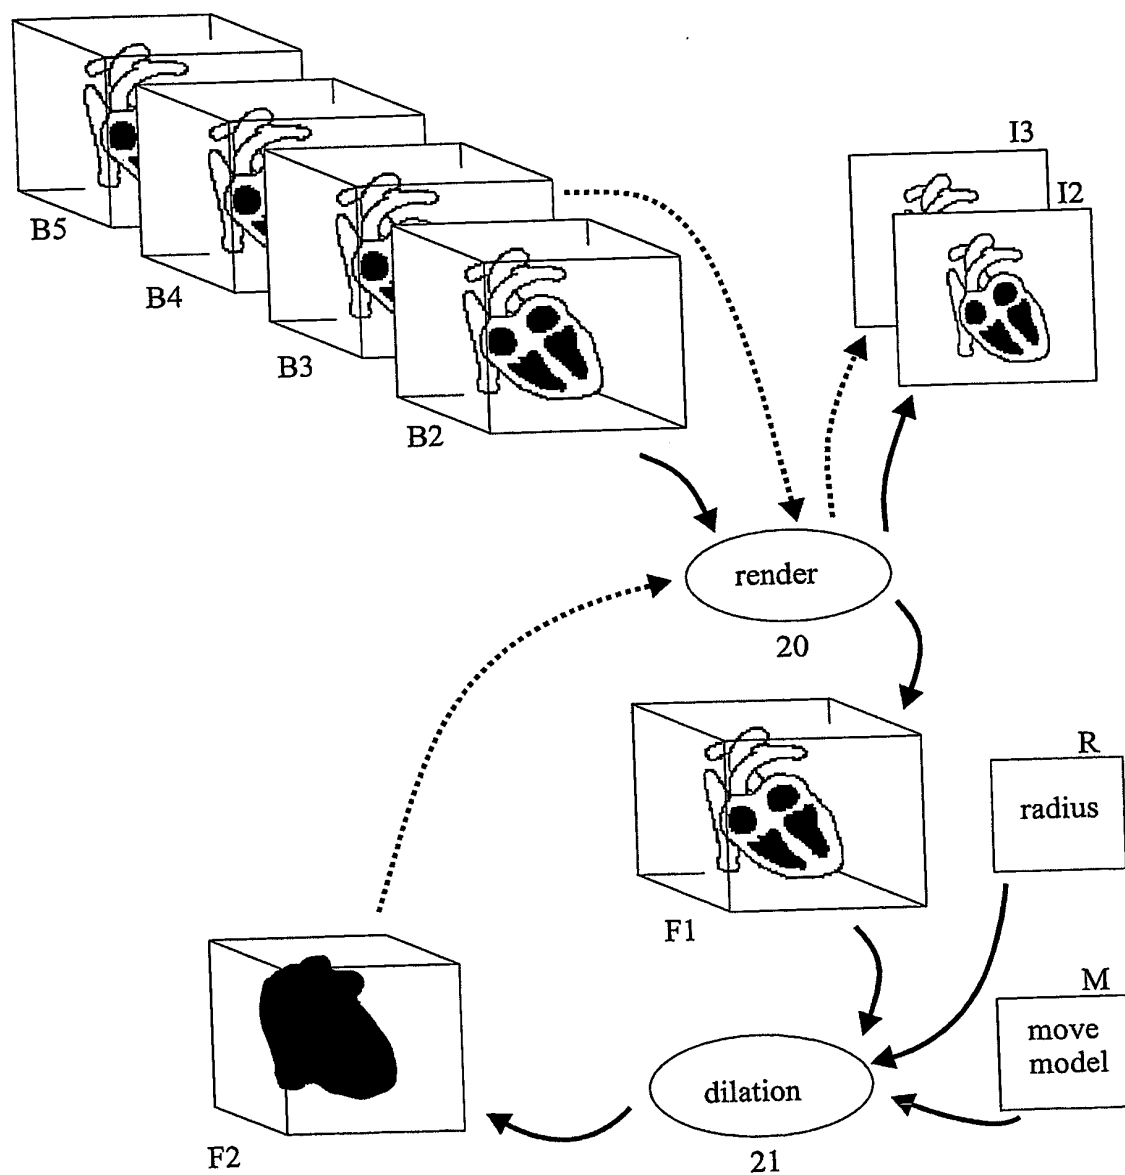 I3
I2
B5
B4
B3
B2
render
20
R
radius
F1
M
move
model
dilation
21
F2